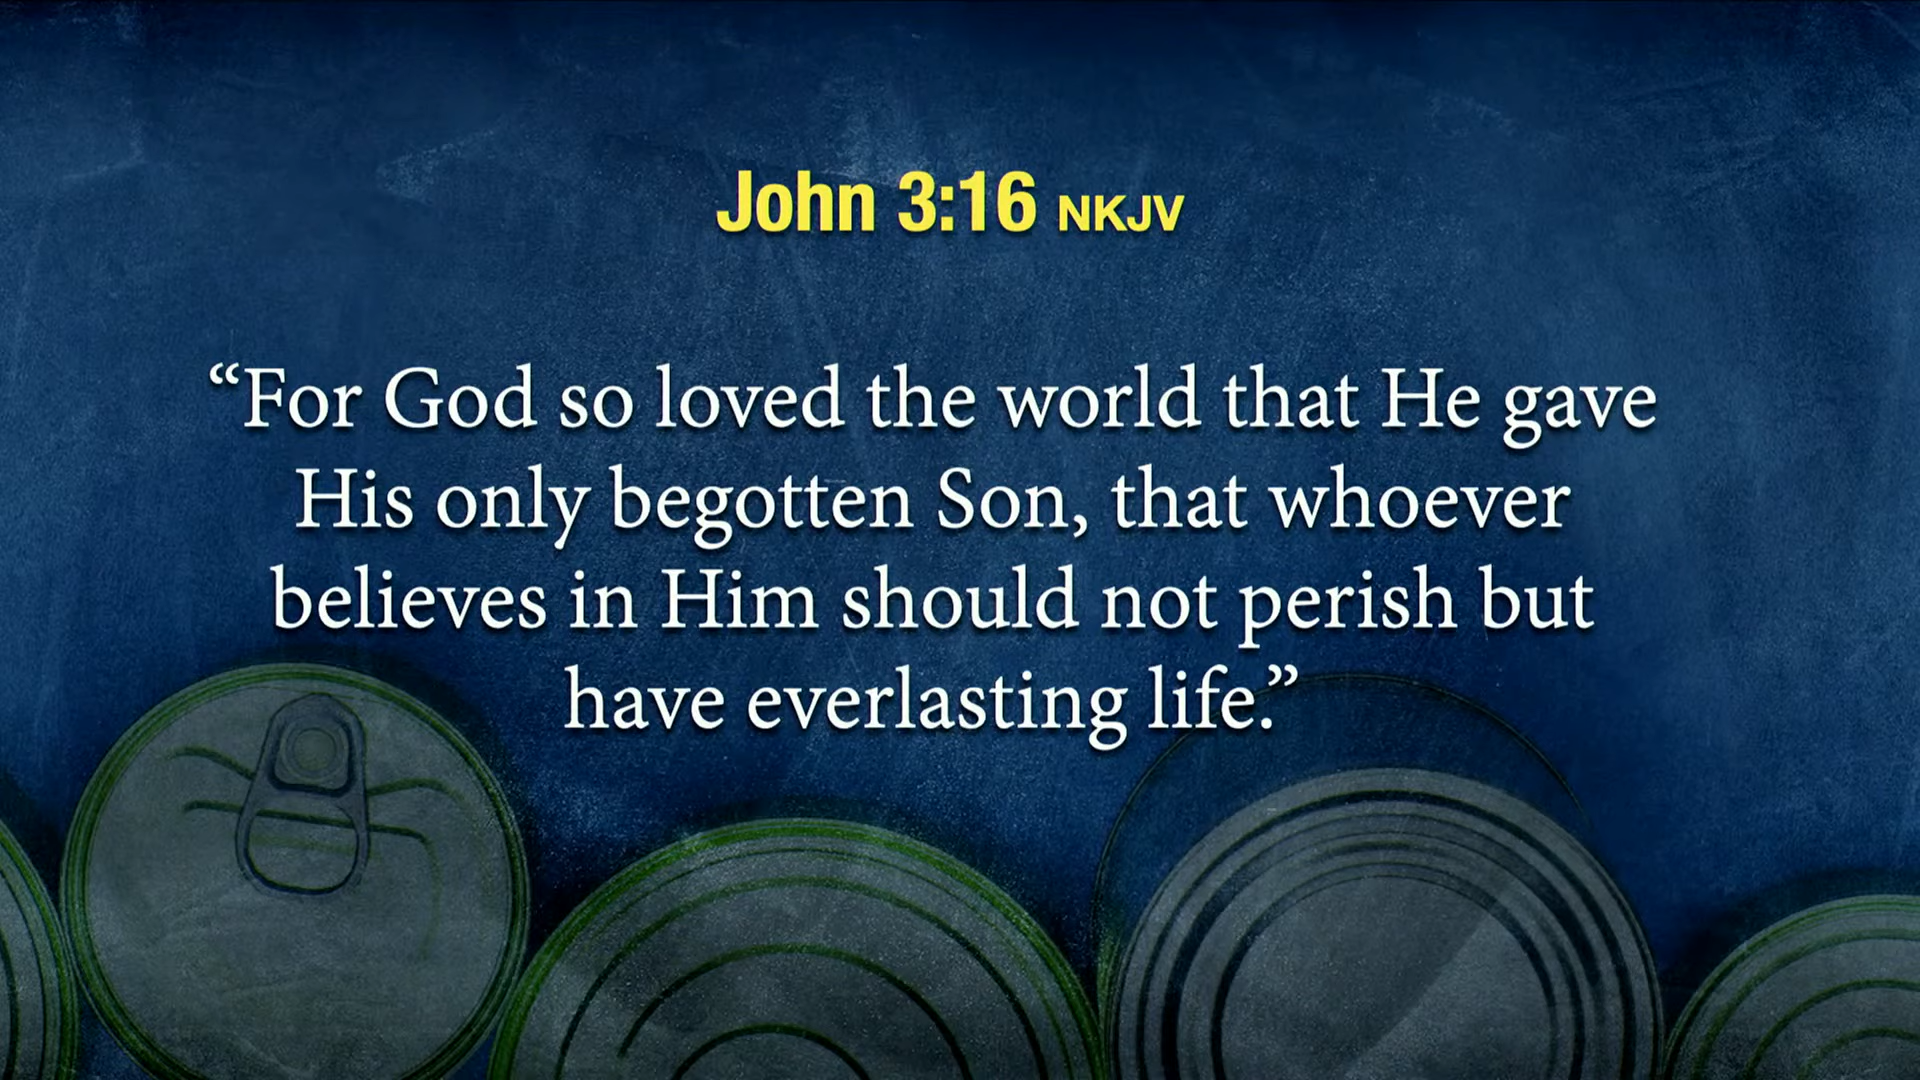 John 3:16 NKJV
“For God so loved the world that He gave
His only begotten Son, that whoever
believes in Him should not perish but
have everlasting life.”